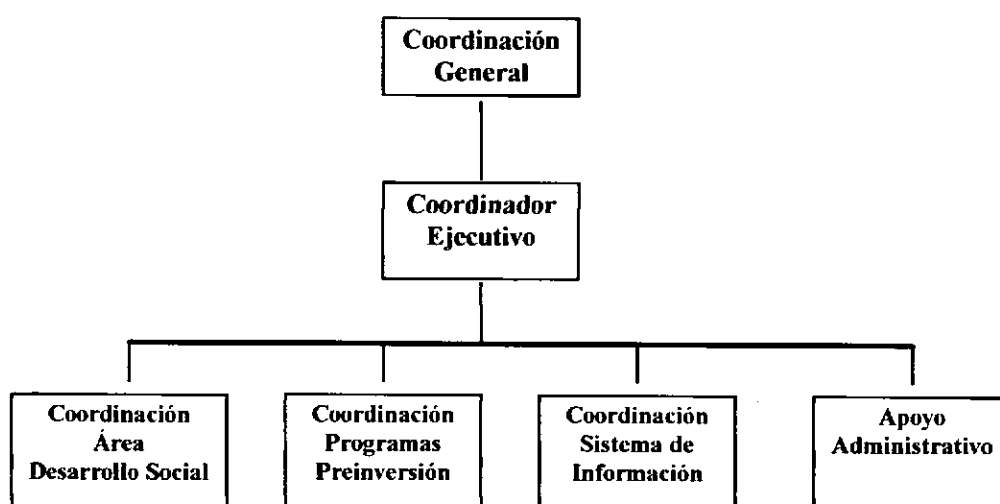 Coordinación
General
Coordinador
Ejecutivo
Coordinación
Área
Desarrollo Social
Coordinación
Programas
Preinversión
Coordinación
Sistema de
Información
Apoyo
Administrativo